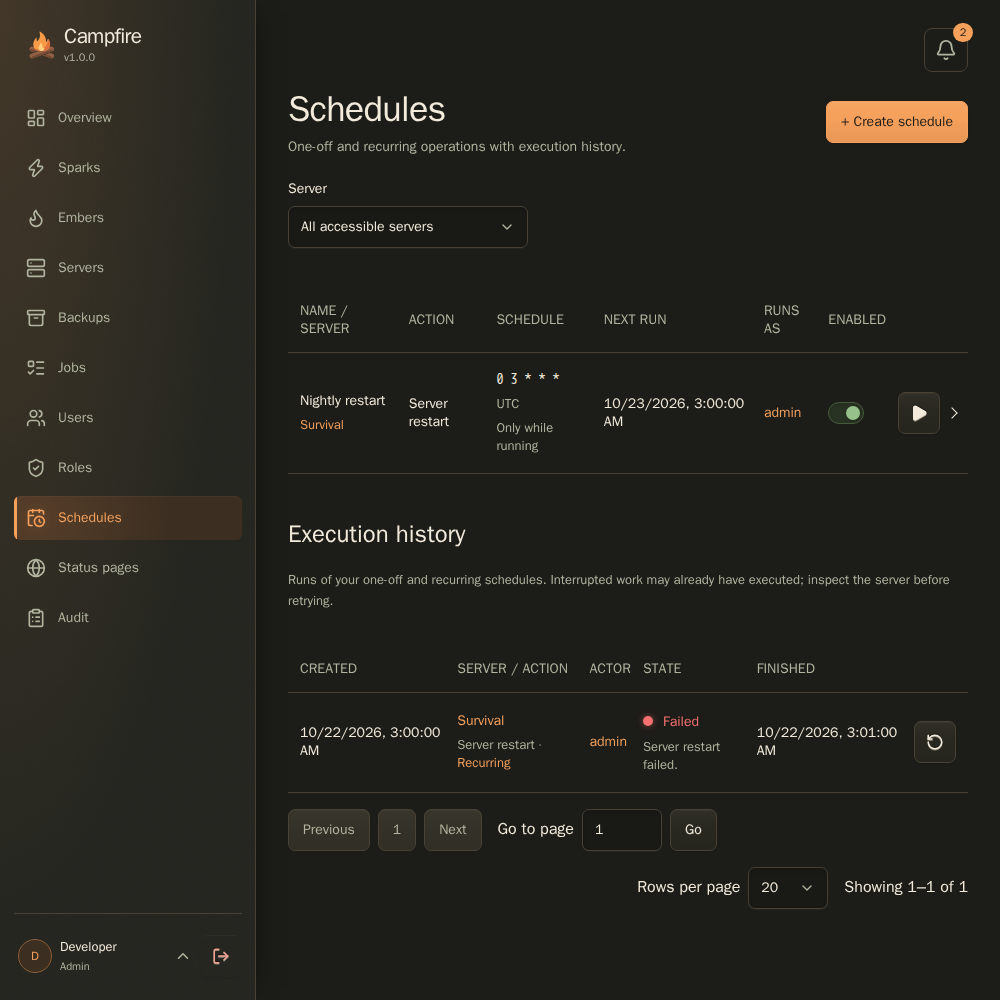 Campfire
v1.0.0
Overview
Sparks
Embers
Servers
Backups
Jobs
Users
Roles
Schedules
Status pages
Audit
D
Developer
Admin
2
Schedules
One-off and recurring operations with execution history.
+ Create schedule
Server
All accessible servers
NAME / SERVER
ACTION
SCHEDULE
NEXT RUN
RUNS AS
ENABLED
Nightly restart
Survival
Server restart
0 3 * * *
UTC
Only while running
10/23/2026, 3:00:00 AM
admin
Execution history
Runs of your one-off and recurring schedules. Interrupted work may already have executed; inspect the server before
retrying.
CREATED
SERVER / ACTION
ACTOR
STATE
FINISHED
10/22/2026, 3:00:00 AM
Survival
Server restart ·
Recurring
admin
Failed
Server restart failed.
10/22/2026, 3:01:00 AM
Previous
1
Next
Go to page
1
Go
Rows per page
20
Showing 1–1 of 1